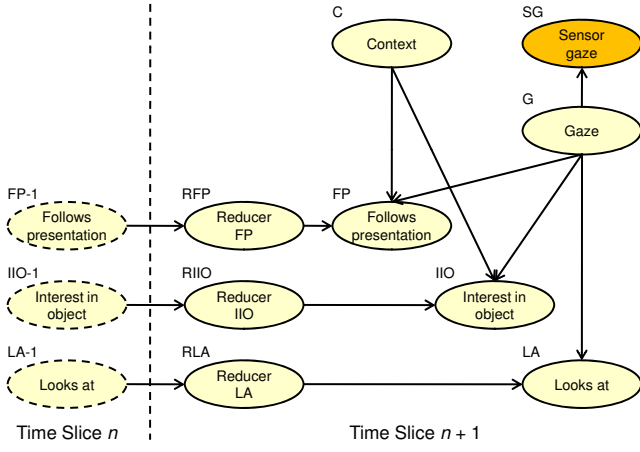 C
SG
Context
Sensor
gaze
G
Gaze
FP-1
RFP
FP
Follows
presentation
Reducer
FP
Follows
presentation
IIO-1
RIIO
IIO
Interest in
object
Reducer
IIO
Interest in
object
LA-1
RLA
LA
Looks at
Reducer
LA
Looks at
Time Slice n
Time Slice n + 1